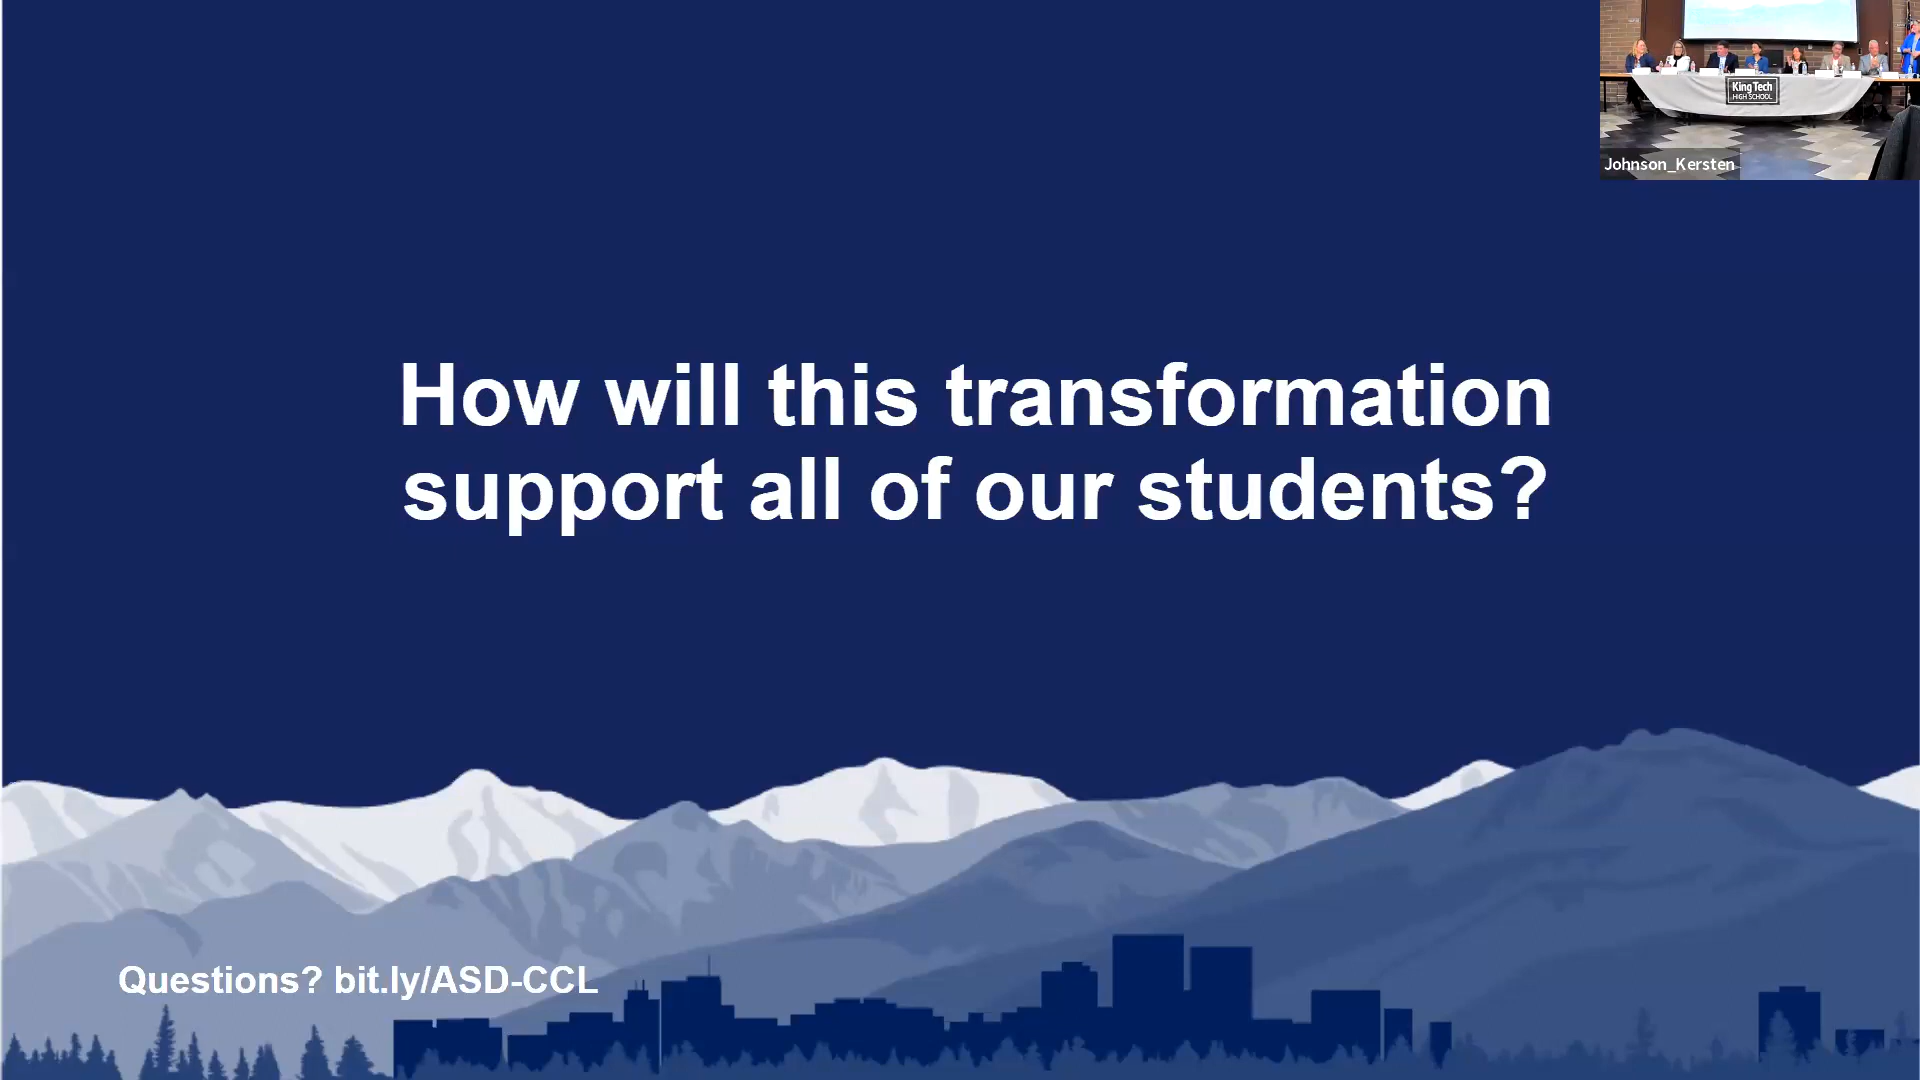 King Tech
HIGH SCHOOL
Johnson_Kersten
How will this transformation
support all of our students?
Questions? bit.ly/ASD-CCL